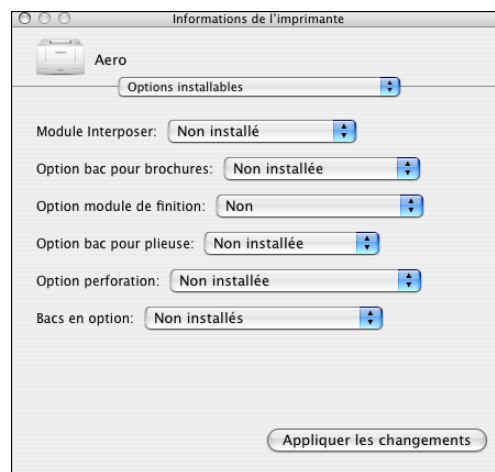 Informations de l'imprimante
Aero
Options installables
Module Interposer: Non installé
Option bac pour brochures: Non installée
Option module de finition: Non
Option bac pour plieuse: Non installée
Option perforation: Non installée
Bacs en option: Non installés
Appliquer les changements